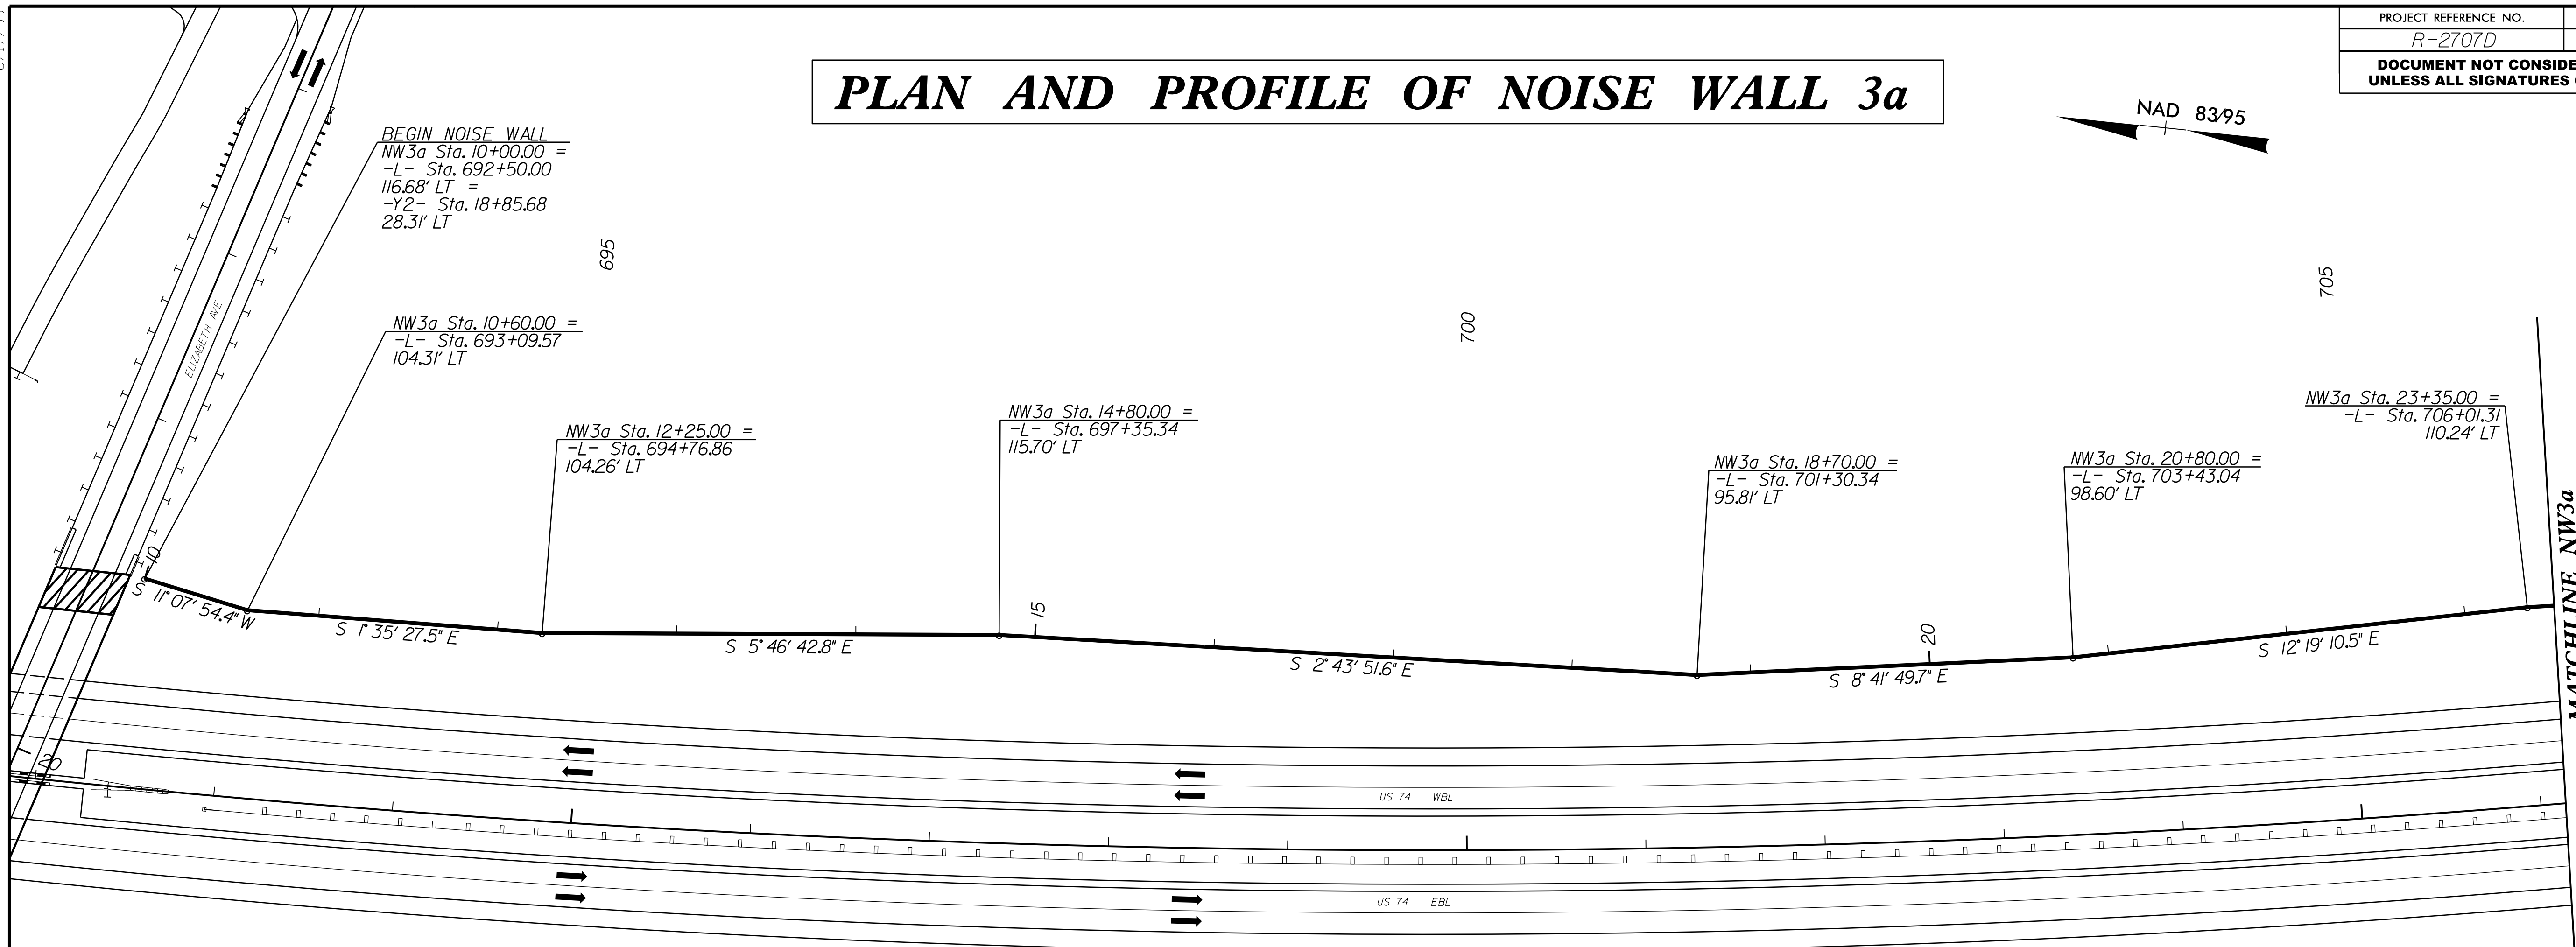 PROJECT REFERENCE NO.
R-2707D
DOCUMENT NOT
UNLESS ALL SIGNATURES
PLAN AND PROFILE OF NOISE WALL 3a
NAD 83/95
BEGIN NOISE WALL
NW3a Sta. 10+00.00 =
-L- Sta. 692+50.00
116.68' LT =
-Y2- Sta. 18+85.68
28.31' LT
695
700
705
ELIZABETH AVE
NW3a Sta. 10+60.00 =
-L- Sta. 693+09.57
104.31' LT
NW3a Sta. 12+25.00 =
-L- Sta. 694+76.86
104.26' LT
NW3a Sta. 14+80.00 =
-L- Sta. 697+35.34
115.70' LT
NW3a Sta. 18+70.00 =
-L- Sta. 701+30.34
95.81' LT
NW3a Sta. 20+80.00 =
-L- Sta. 703+43.04
98.60' LT
NW3a Sta. 23+35.00 =
-L- Sta. 706+01.31
110.24' LT
10
15
20
S 11° 07' 54.4" W
S 1° 35' 27.5" E
S 5° 46' 42.8" E
S 2° 43' 51.6" E
S 8° 41' 49.7" E
S 12° 19' 10.5" E
MATCHLINE NW3a
20
US 74 WBL
US 74 EBL